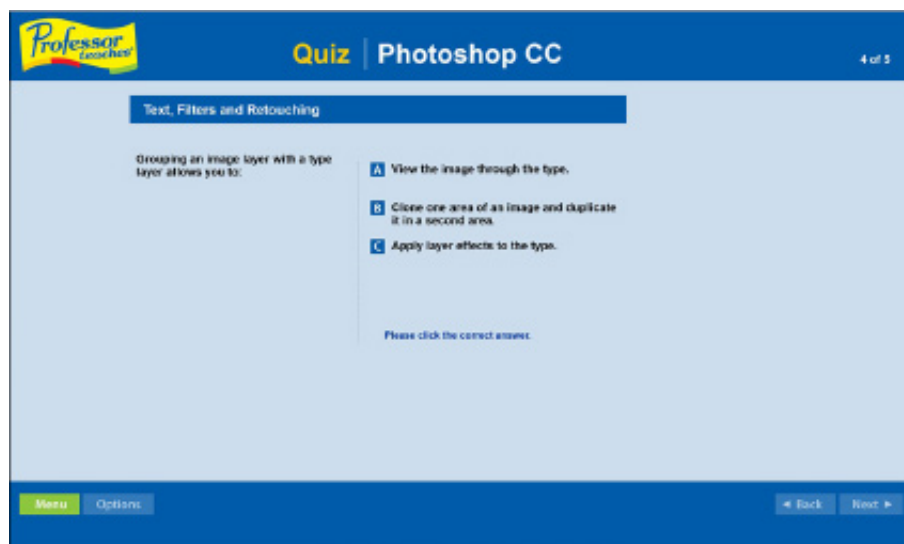 Professor
teaches
Quiz | Photoshop CC
4 of 5
Text, Filters and Retouching
Grouping an image layer with a type
layer allows you to:
A View the image through the type.
B Clone one area of an image and duplicate
it in a second area.
C Apply layer effects to the type.
Please click the correct answer.
Menu Options
Back Next